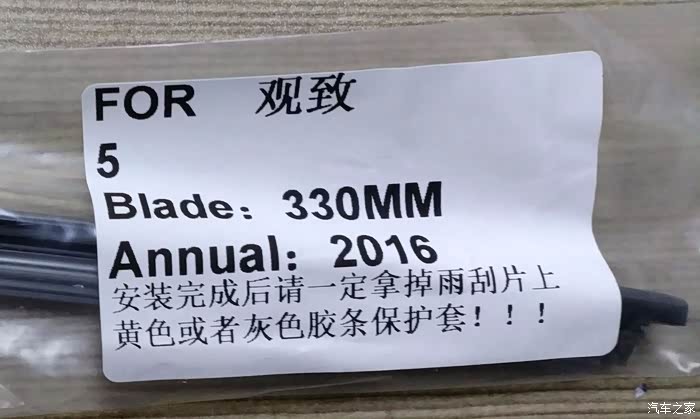 FOR 观致
5
Blade：330MM
Annual：2016
安装完成后请一定拿掉雨刮片上
黄色或者灰色胶条保护套！！！
汽车之家